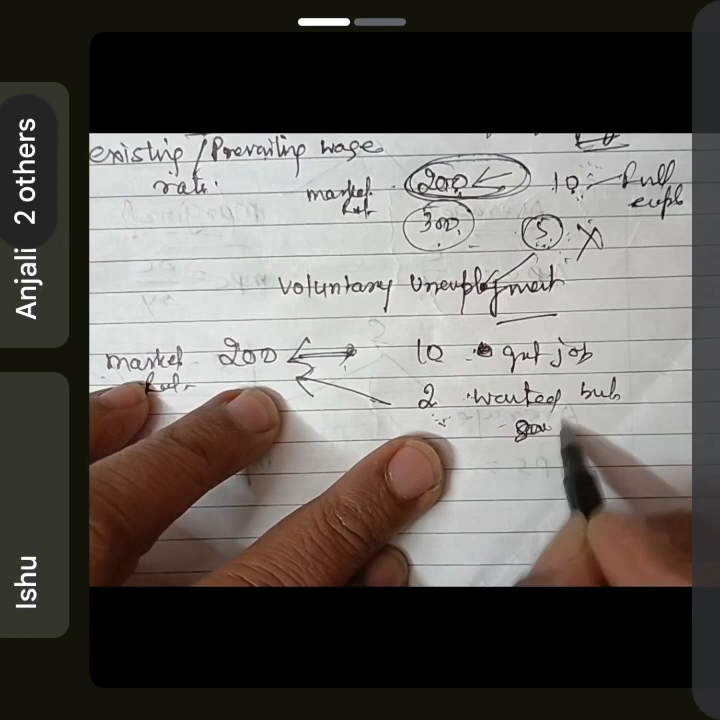 existing / Prevailing wage
rate.
market 200 10 Full
Rate empl
300 5 X
Voluntary Unemployment
market 200 10 get job
Rate
2 wanted but
Anjali 2 others
Ishu